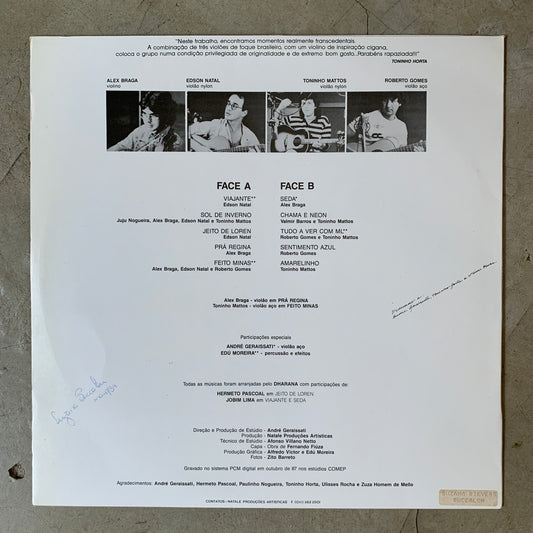 "Neste trabalho, encontramos momentos realmente transcedentais.
A combinação de três violões de toque brasileiro, com um violino de inspiração cigana,
coloca o grupo numa condição privilegiada de originalidade e de extremo bom gosto...Parabéns rapaziada!!!"
TONINHO HORTA
ALEX BRAGA
violino
EDSON NATAL
violão nylon
TONINHO MATTOS
violão nylon
ROBERTO GOMES
violão aço
FACE A
VIAJANTE**
Edson Natal
SOL DE INVERNO
Juju Nogueira, Alex Braga, Edson Natal e Toninho Mattos
JEITO DE LOREN
Edson Natal
PRÁ REGINA
Alex Braga
FEITO MINAS**
Alex Braga, Edson Natal e Roberto Gomes
FACE B
SEDA*
Alex Braga
CHAMA E NEON
Valmir Barros e Toninho Mattos
TUDO A VER COM ML**
Roberto Gomes e Toninho Mattos
SENTIMENTO AZUL
Roberto Gomes
AMARELINHO
Toninho Mattos
Alex Braga - violão em PRÁ REGINA
Toninho Mattos - violão aço em FEITO MINAS
Participações especiais
ANDRÉ GERAISSATI* - violão aço
EDÚ MOREIRA** - percussão e efeitos
Todas as músicas foram arranjadas pelo DHARANA com participações de:
HERMETO PASCOAL em JEITO DE LOREN
JOBIM LIMA em VIAJANTE E SEDA
Direção e Produção de Estúdio - André Geraissati
Produção - Natale Produções Artísticas
Técnico de Estúdio - Afonso Villano Netto
Capa - Obra de Fernando Fiúza
Produção Gráfica - Alfredo Victor e Edú Moreira
Fotos - Zito Barreto
Gravado no sistema PCM digital em outubro de 87 nos estúdios COMEP
Agradecimentos: André Geraissati, Hermeto Pascoal, Paulinho Nogueira, Toninho Horta, Ulisses Rocha e Zuza Homem de Mello
CONTATOS - NATALE PRODUÇÕES ARTÍSTICAS